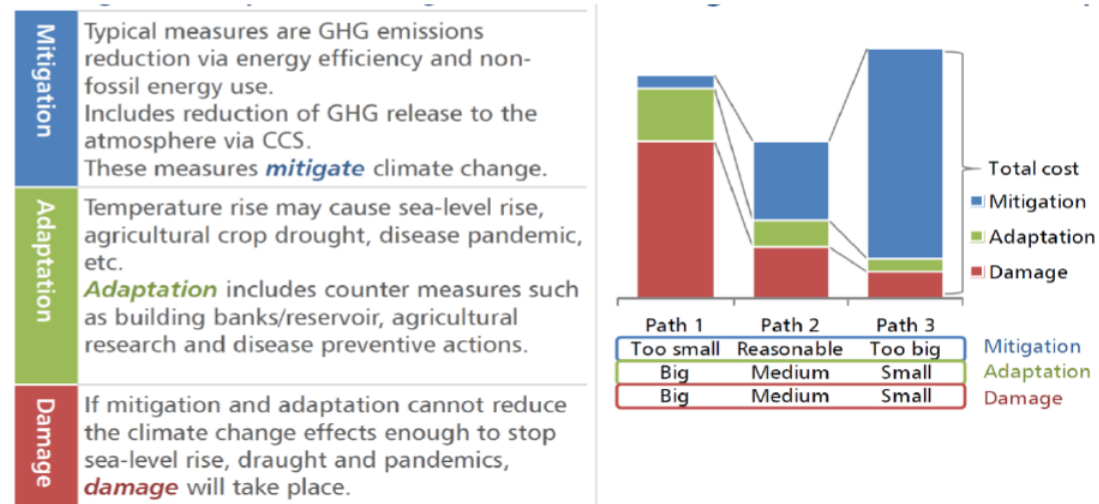 Mitigation
Typical measures are GHG emissions
reduction via energy efficiency and non-
fossil energy use.
Includes reduction of GHG release to the
atmosphere via CCS.
These measures mitigate climate change.
Adaptation
Temperature rise may cause sea-level rise,
agricultural crop drought, disease pandemic,
etc.
Adaptation includes counter measures such
as building banks/reservoir, agricultural
research and disease preventive actions.
Damage
If mitigation and adaptation cannot reduce
the climate change effects enough to stop
sea-level rise, draught and pandemics,
damage will take place.
Total cost
Mitigation
Adaptation
Damage
Path 1 Path 2 Path 3
Too small Reasonable Too big Mitigation
Big Medium Small Adaptation
Big Medium Small Damage